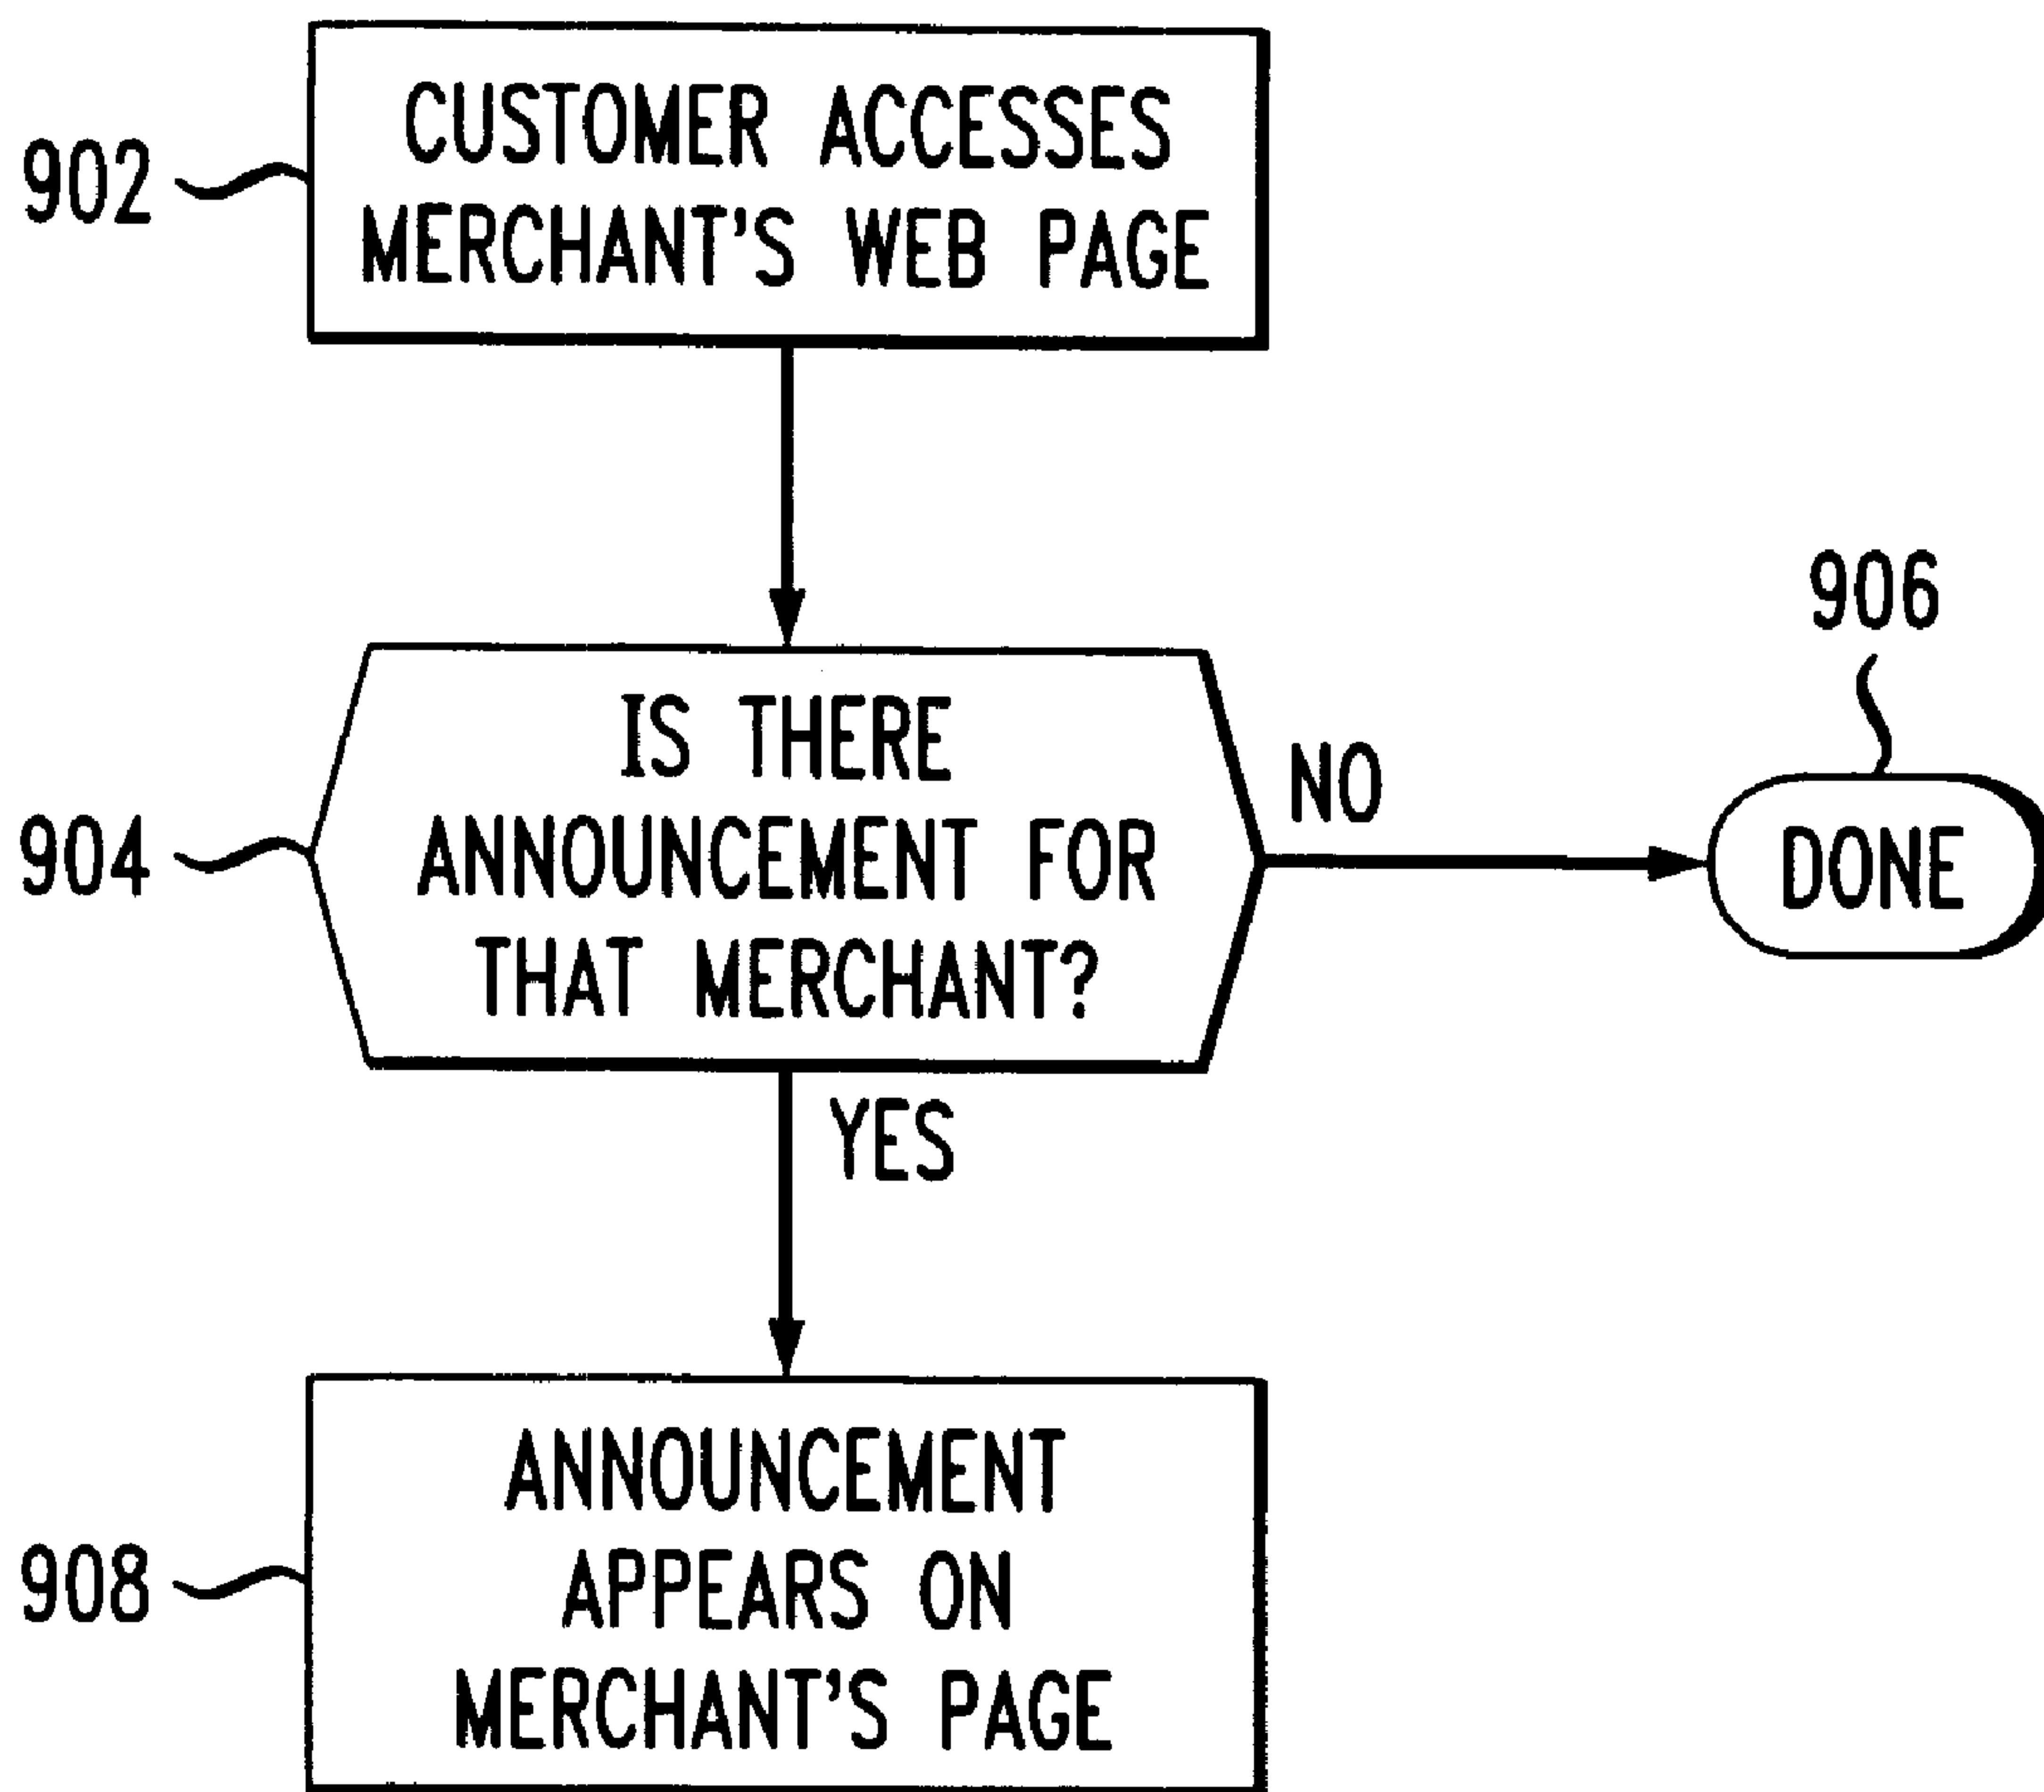 902
CUSTOMER ACCESSES
MERCHANT'S WEB PAGE
904
IS THERE
ANNOUNCEMENT FOR
THAT MERCHANT?
NO
906
DONE
YES
908
ANNOUNCEMENT
APPEARS ON
MERCHANT'S PAGE